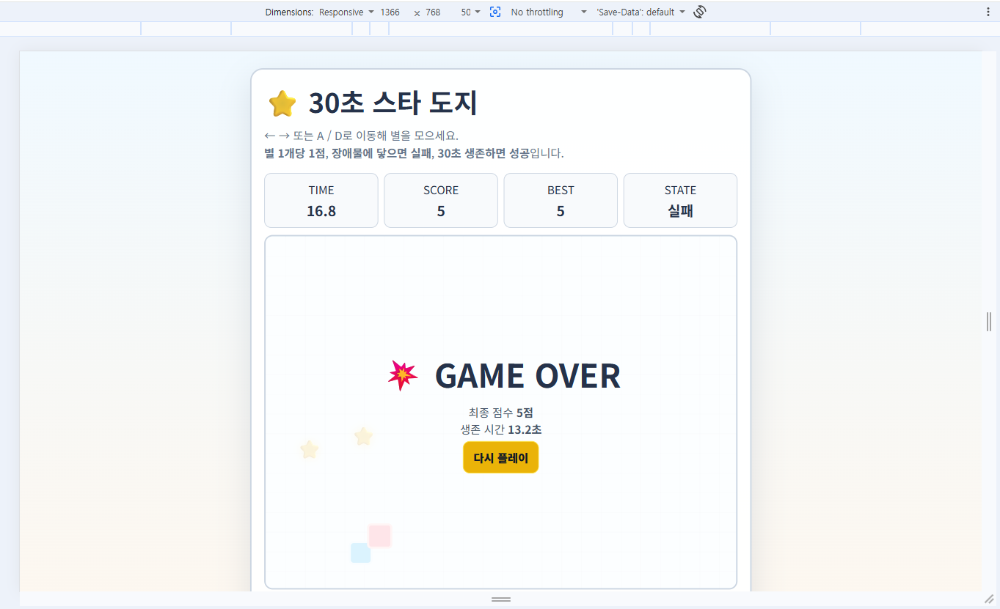 Dimensions: Responsive 1366 × 768 50 No throttling 'Save-Data': default
30초 스타 도지
← → 또는 A / D로 이동해 별을 모으세요.
별 1개당 1점, 장애물에 닿으면 실패, 30초 생존하면 성공입니다.
TIME SCORE BEST STATE
16.8 5 5 실패
GAME OVER
최종 점수 5점
생존 시간 13.2초
다시 플레이